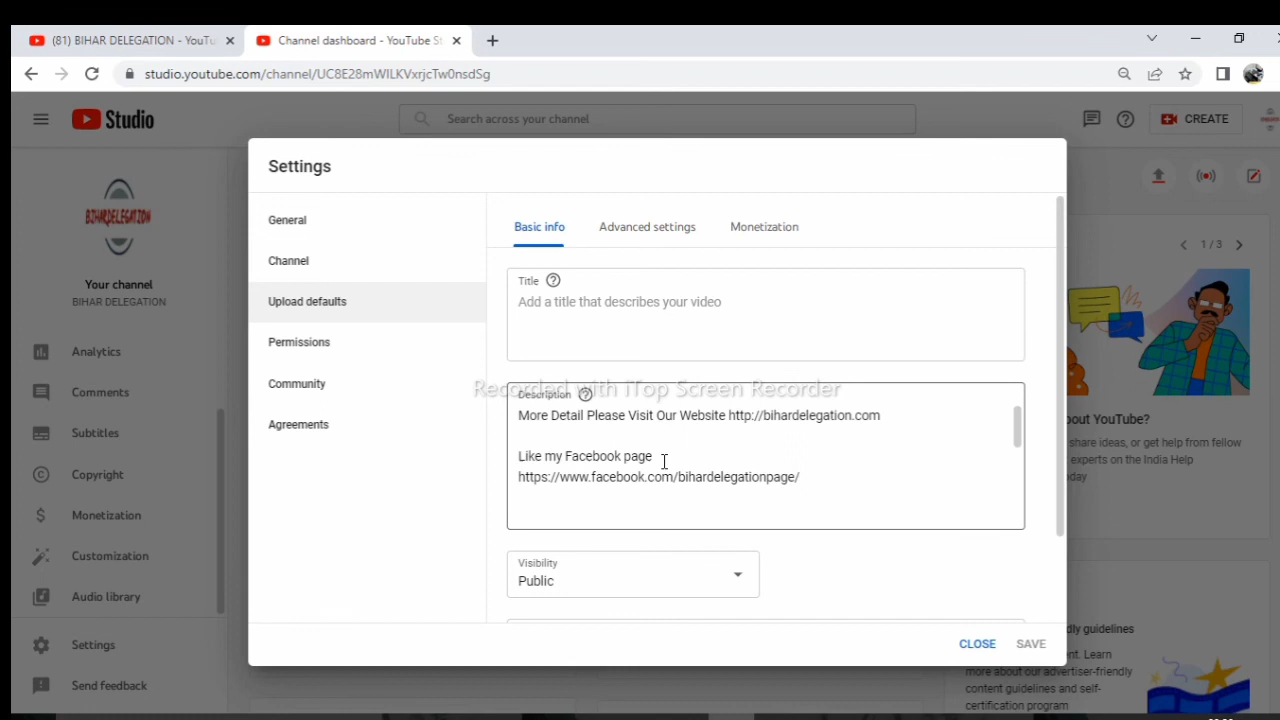 (81) BIHAR DELEGATION - YouTu
Channel dashboard - YouTube St
studio.youtube.com/channel/UC8E28mWILKVxrjcTw0nsdSg
Studio
Search across your channel
CREATE
BIHARDELEGATION
Your channel
BIHAR DELEGATION
Analytics
Comments
Subtitles
Copyright
Monetization
Customization
Audio library
Settings
Send feedback
Settings
General
Channel
Upload defaults
Permissions
Community
Agreements
Basic info
Advanced settings
Monetization
Title
Add a title that describes your video
Recorded with iTop Screen Recorder
Description
More Detail Please Visit Our Website http://bihardelegation.com
Like my Facebook page
https://www.facebook.com/bihardelegationpage/
Visibility
Public
CLOSE
SAVE
1 / 3
out YouTube?
share ideas, or get help from fellow
experts on the India Help
day
dly guidelines
nt. Learn
more about our advertiser-friendly
content guidelines and self-
certification program